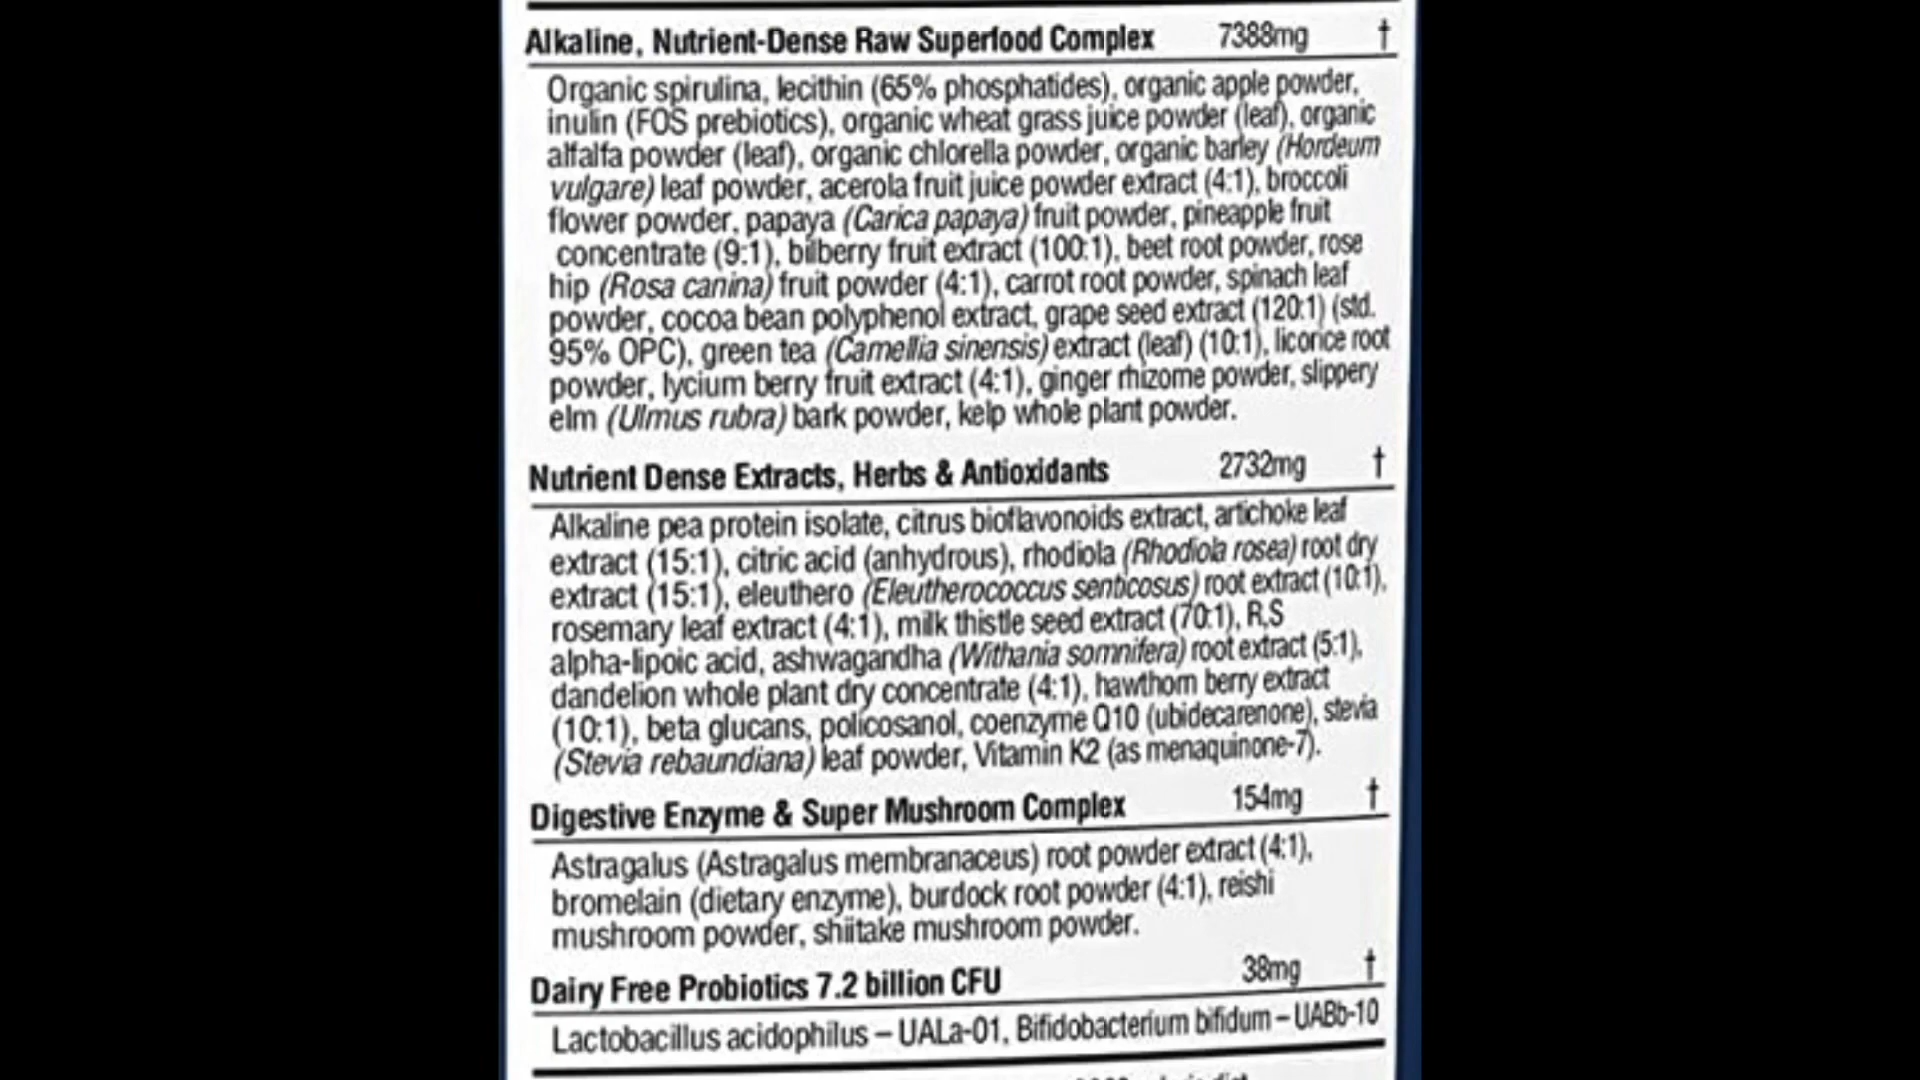 Alkaline, Nutrient-Dense Raw Superfood Complex 7388mg †
Organic spirulina, lecithin (65% phosphatides), organic apple powder,
inulin (FOS prebiotics), organic wheat grass juice powder (leaf), organic
alfalfa powder (leaf), organic chlorella powder, organic barley (Hordeum
vulgare) leaf powder, acerola fruit juice powder extract (4:1), broccoli
flower powder, papaya (Carica papaya) fruit powder, pineapple fruit
concentrate (9:1), bilberry fruit extract (100:1), beet root powder, rose
hip (Rosa canina) fruit powder (4:1), carrot root powder, spinach leaf
powder, cocoa bean polyphenol extract, grape seed extract (120:1) (std.
95% OPC), green tea (Camellia sinensis) extract (leaf) (10:1), licorice root
powder, lycium berry fruit extract (4:1), ginger rhizome powder, slippery
elm (Ulmus rubra) bark powder, kelp whole plant powder.
Nutrient Dense Extracts, Herbs & Antioxidants 2732mg †
Alkaline pea protein isolate, citrus bioflavonoids extract, artichoke leaf
extract (15:1), citric acid (anhydrous), rhodiola (Rhodiola rosea) root dry
extract (15:1), eleuthero (Eleutherococcus senticosus) root extract (10:1),
rosemary leaf extract (4:1), milk thistle seed extract (70:1), R,S
alpha-lipoic acid, ashwagandha (Withania somnifera) root extract (5:1),
dandelion whole plant dry concentrate (4:1), hawthorn berry extract
(10:1), beta glucans, policosanol, coenzyme Q10 (ubidecarenone), stevia
(Stevia rebaundiana) leaf powder, Vitamin K2 (as menaquinone-7).
Digestive Enzyme & Super Mushroom Complex 154mg †
Astragalus (Astragalus membranaceus) root powder extract (4:1),
bromelain (dietary enzyme), burdock root powder (4:1), reishi
mushroom powder, shiitake mushroom powder.
Dairy Free Probiotics 7.2 billion CFU 38mg †
Lactobacillus acidophilus – UALa-01, Bifidobacterium bifidum – UABb-10